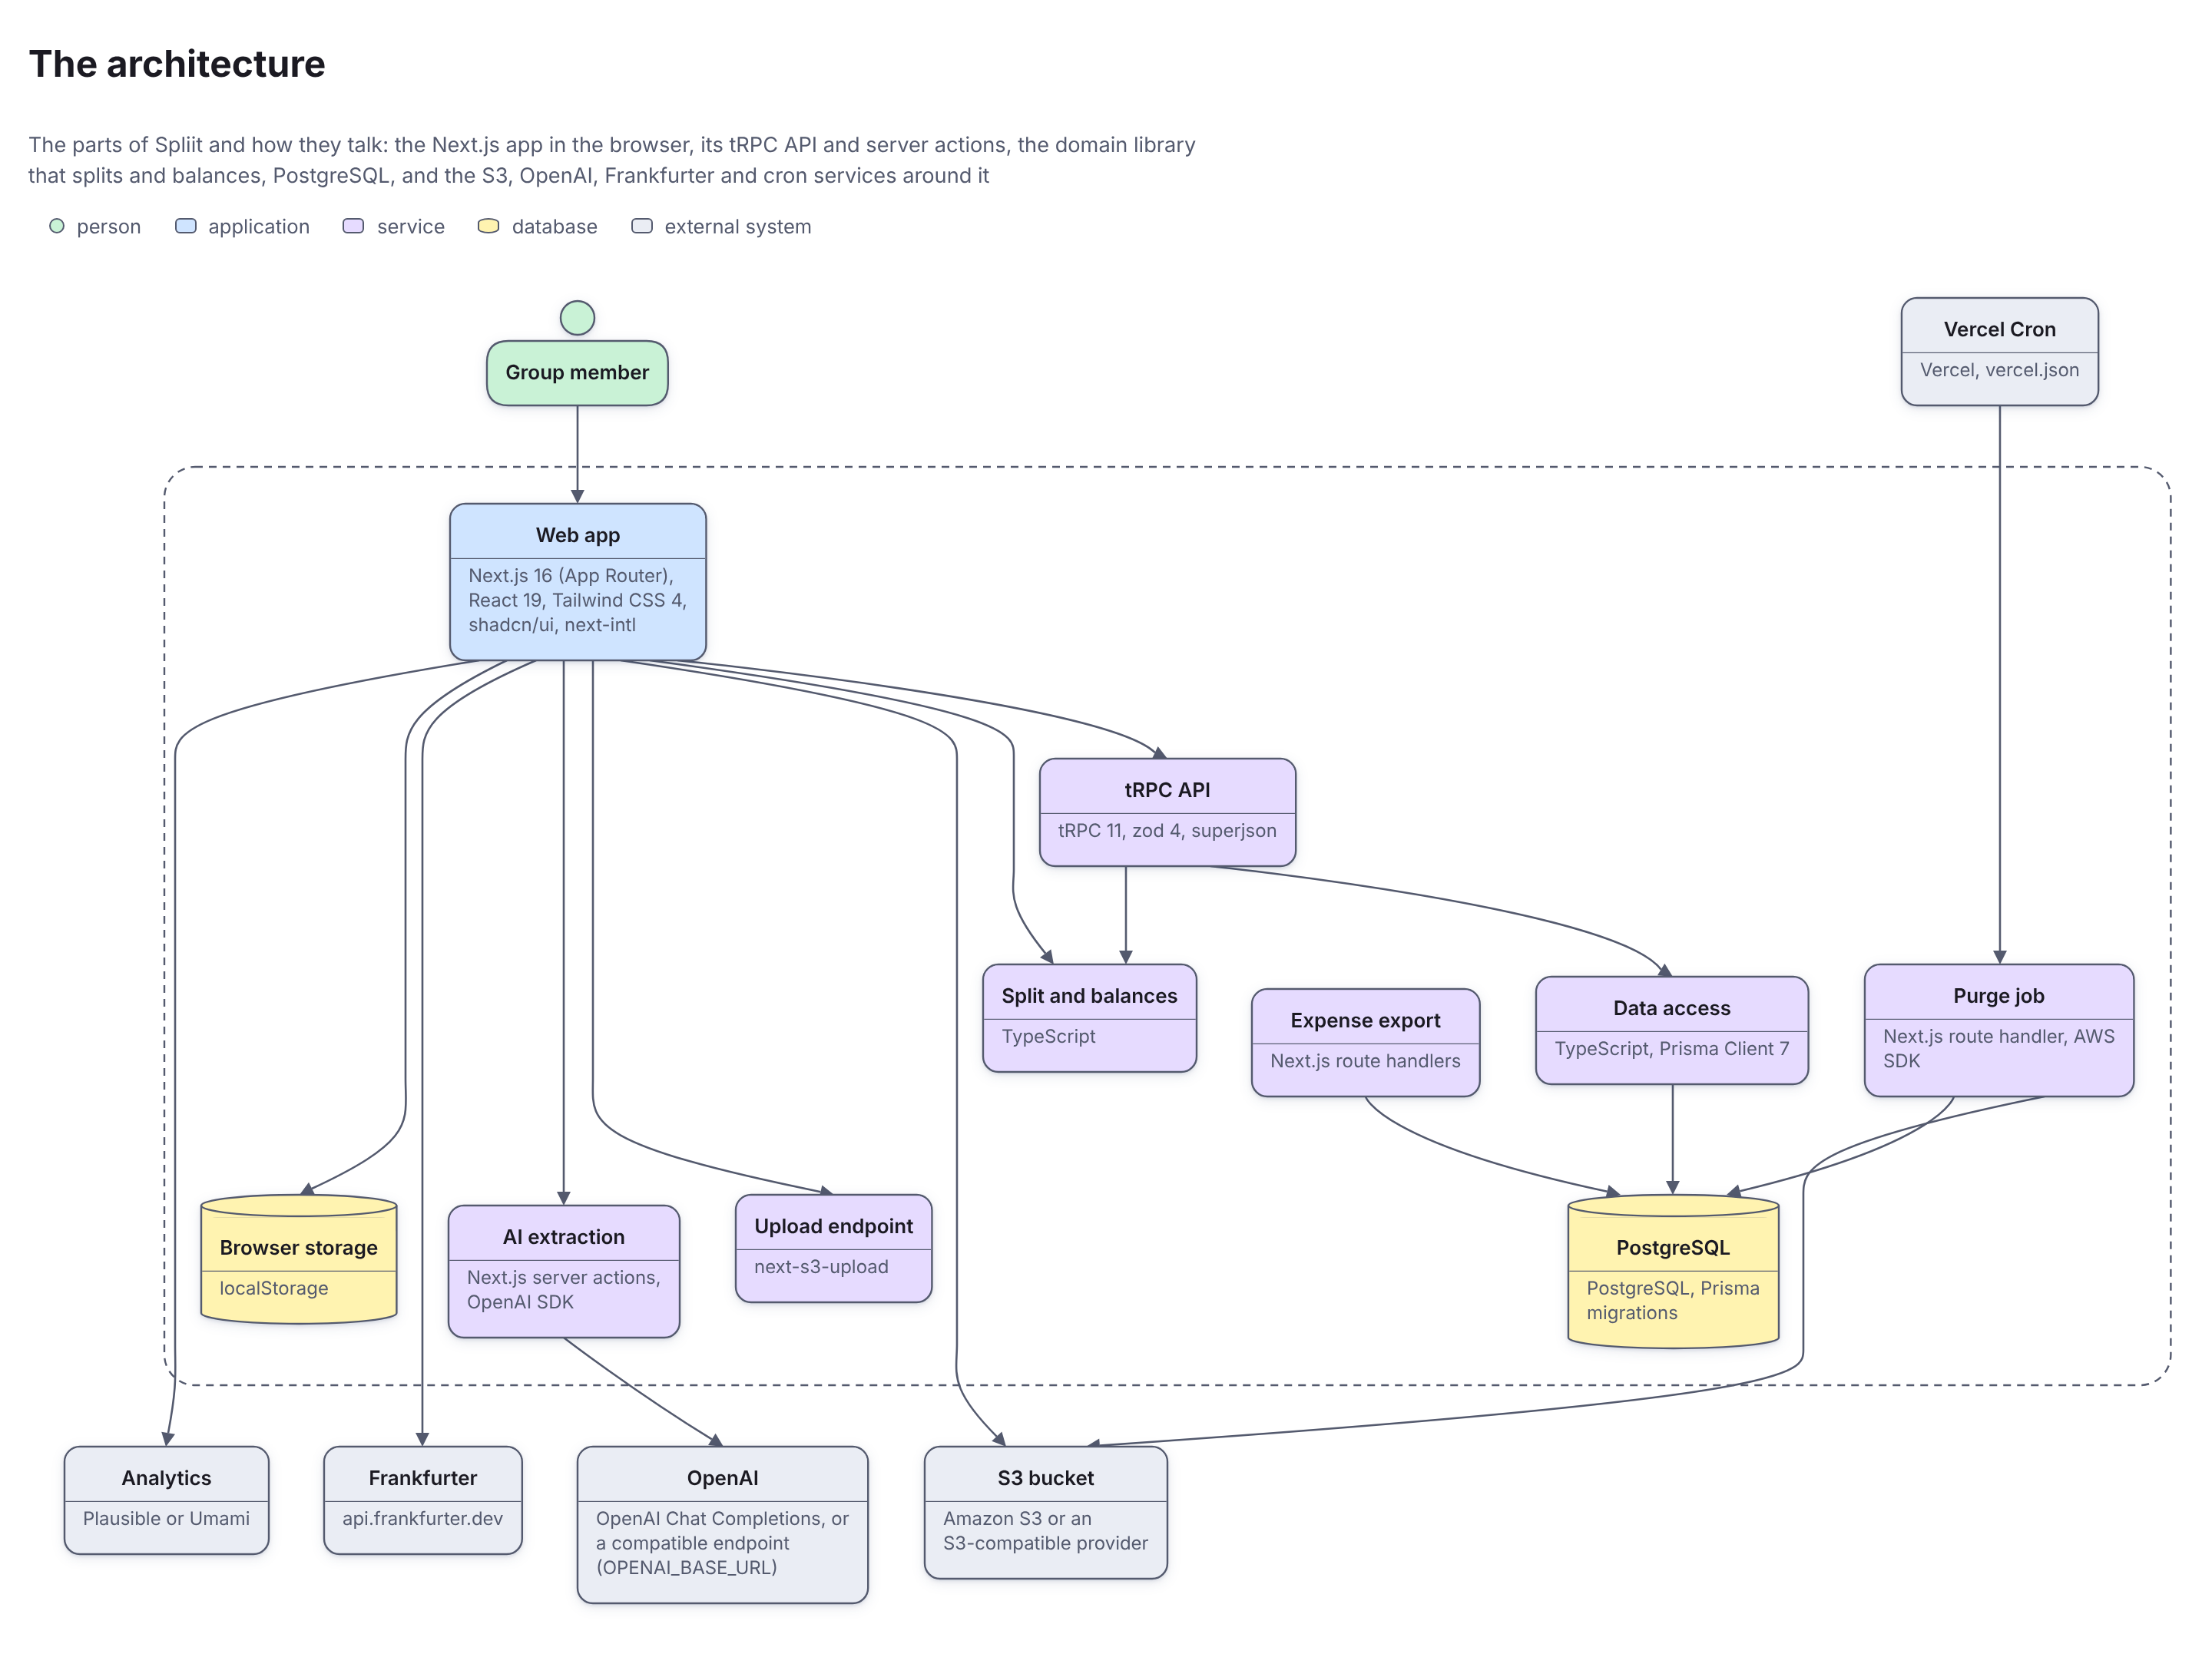 The architecture
The parts of Spliit and how they talk: the Next.js app in the browser, its tRPC API and server actions, the domain library
that splits and balances, PostgreSQL, and the S3, OpenAI, Frankfurter and cron services around it
person
application
service
database
external system
Group member
Vercel Cron
Vercel, vercel.json
Web app
Next.js 16 (App Router),
React 19, Tailwind CSS 4,
shadcn/ui, next-intl
tRPC API
tRPC 11, zod 4, superjson
Split and balances
TypeScript
Expense export
Next.js route handlers
Data access
TypeScript, Prisma Client 7
Purge job
Next.js route handler, AWS
SDK
Browser storage
localStorage
AI extraction
Next.js server actions,
OpenAI SDK
Upload endpoint
next-s3-upload
PostgreSQL
PostgreSQL, Prisma
migrations
Analytics
Plausible or Umami
Frankfurter
api.frankfurter.dev
OpenAI
OpenAI Chat Completions, or
a compatible endpoint
(OPENAI_BASE_URL)
S3 bucket
Amazon S3 or an
S3-compatible provider